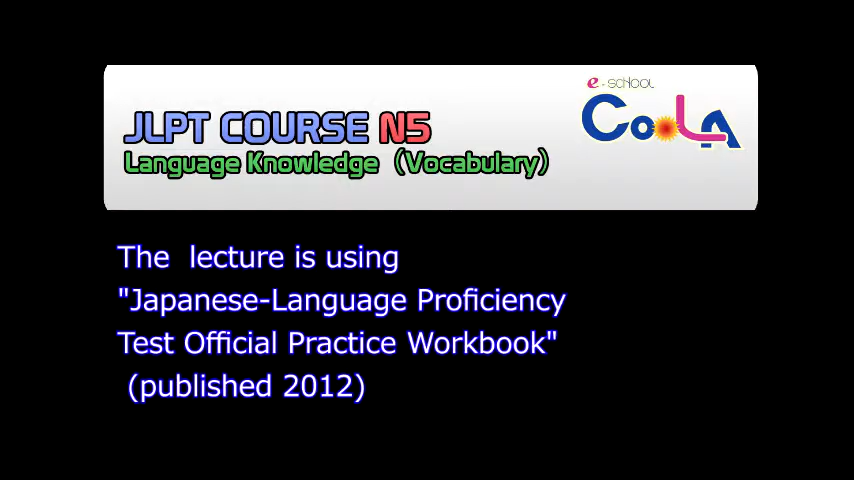 e-SCHOOL
CooLA
JLPT COURSE N5
Language Knowledge（Vocabulary）
The lecture is using
"Japanese-Language Proficiency
Test Official Practice Workbook"
(published 2012)